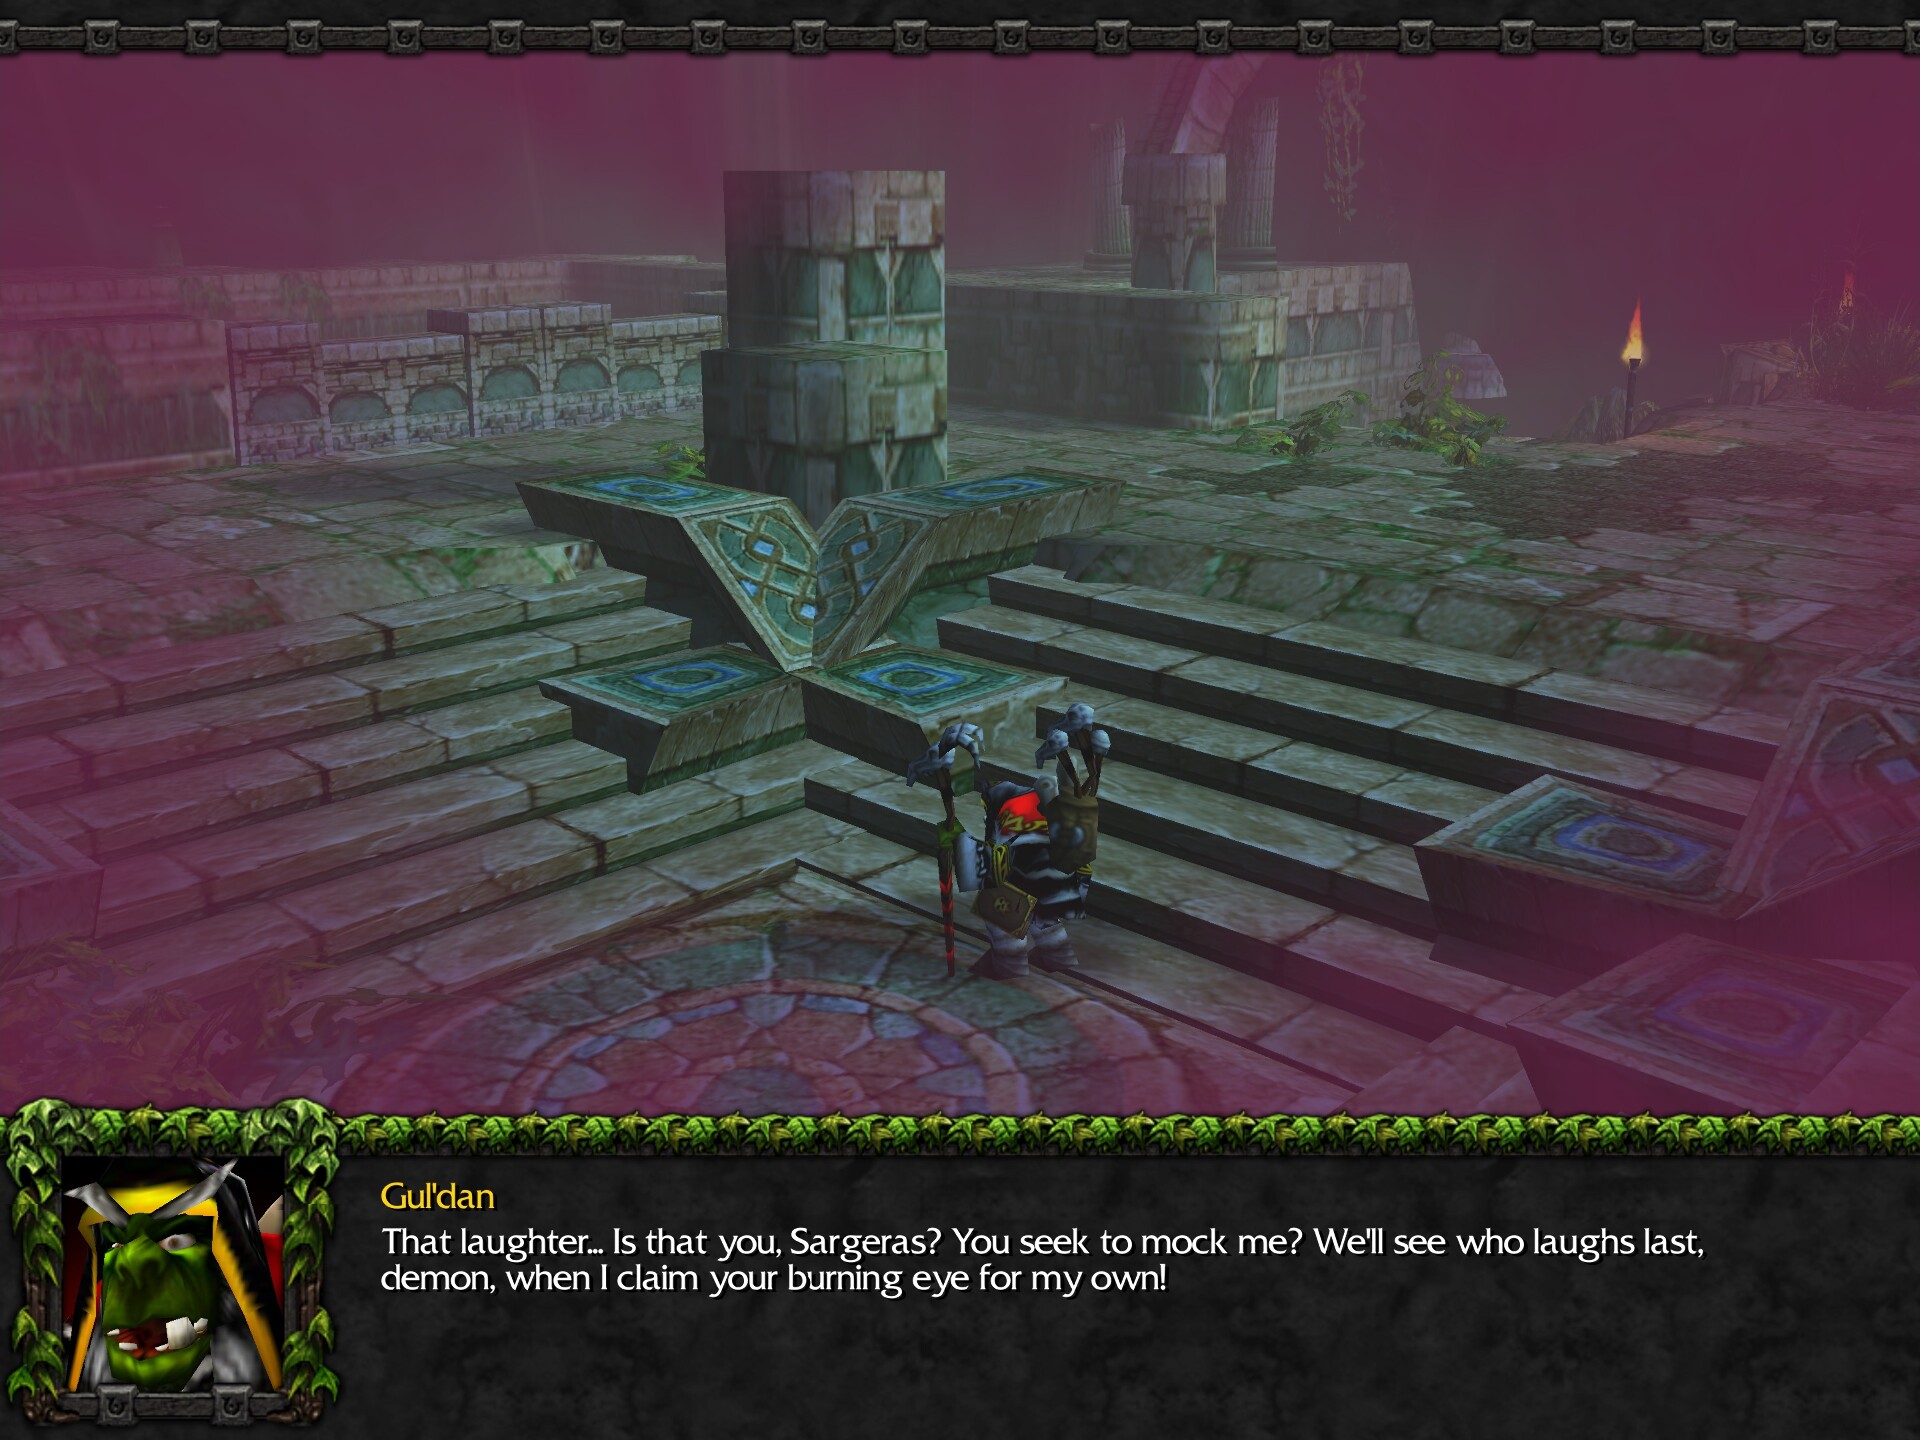 Gul'dan
That laughter... Is that you, Sargeras? You seek to mock me? We'll see who laughs last,
demon, when I claim your burning eye for my own!